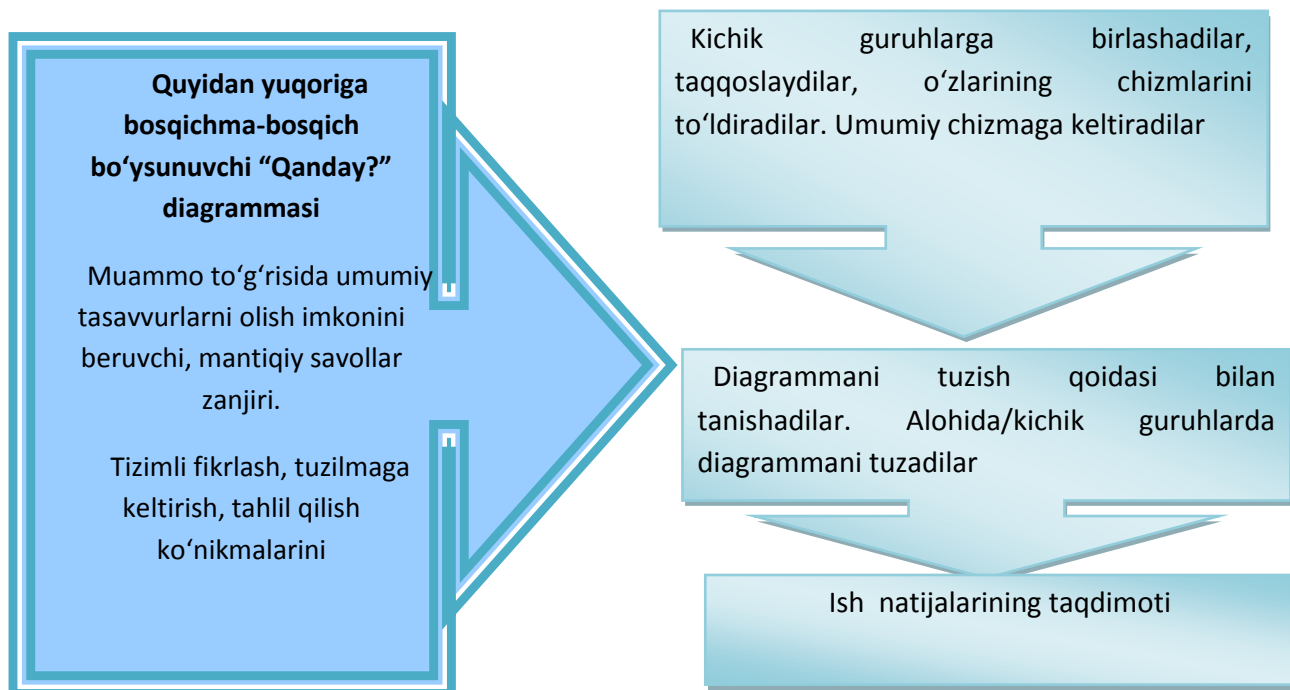 Quyidan yuqoriga
bosqichma-bosqich
bo‘ysunuvchi “Qanday?”
diagrammasi
Muammo to‘g‘risida umumiy
tasavvurlarni olish imkonini
beruvchi, mantiqiy savollar
zanjiri.
Tizimli fikrlash, tuzilmaga
keltirish, tahlil qilish
ko‘nikmalarini
Kichik guruhlarga birlashadilar,
taqqoslaydilar, o‘zlarining chizmlarini
to‘ldiradilar. Umumiy chizmaga keltiradilar
Diagrammani tuzish qoidasi bilan
tanishadilar. Alohida/kichik guruhlarda
diagrammani tuzadilar
Ish natijalarining taqdimoti